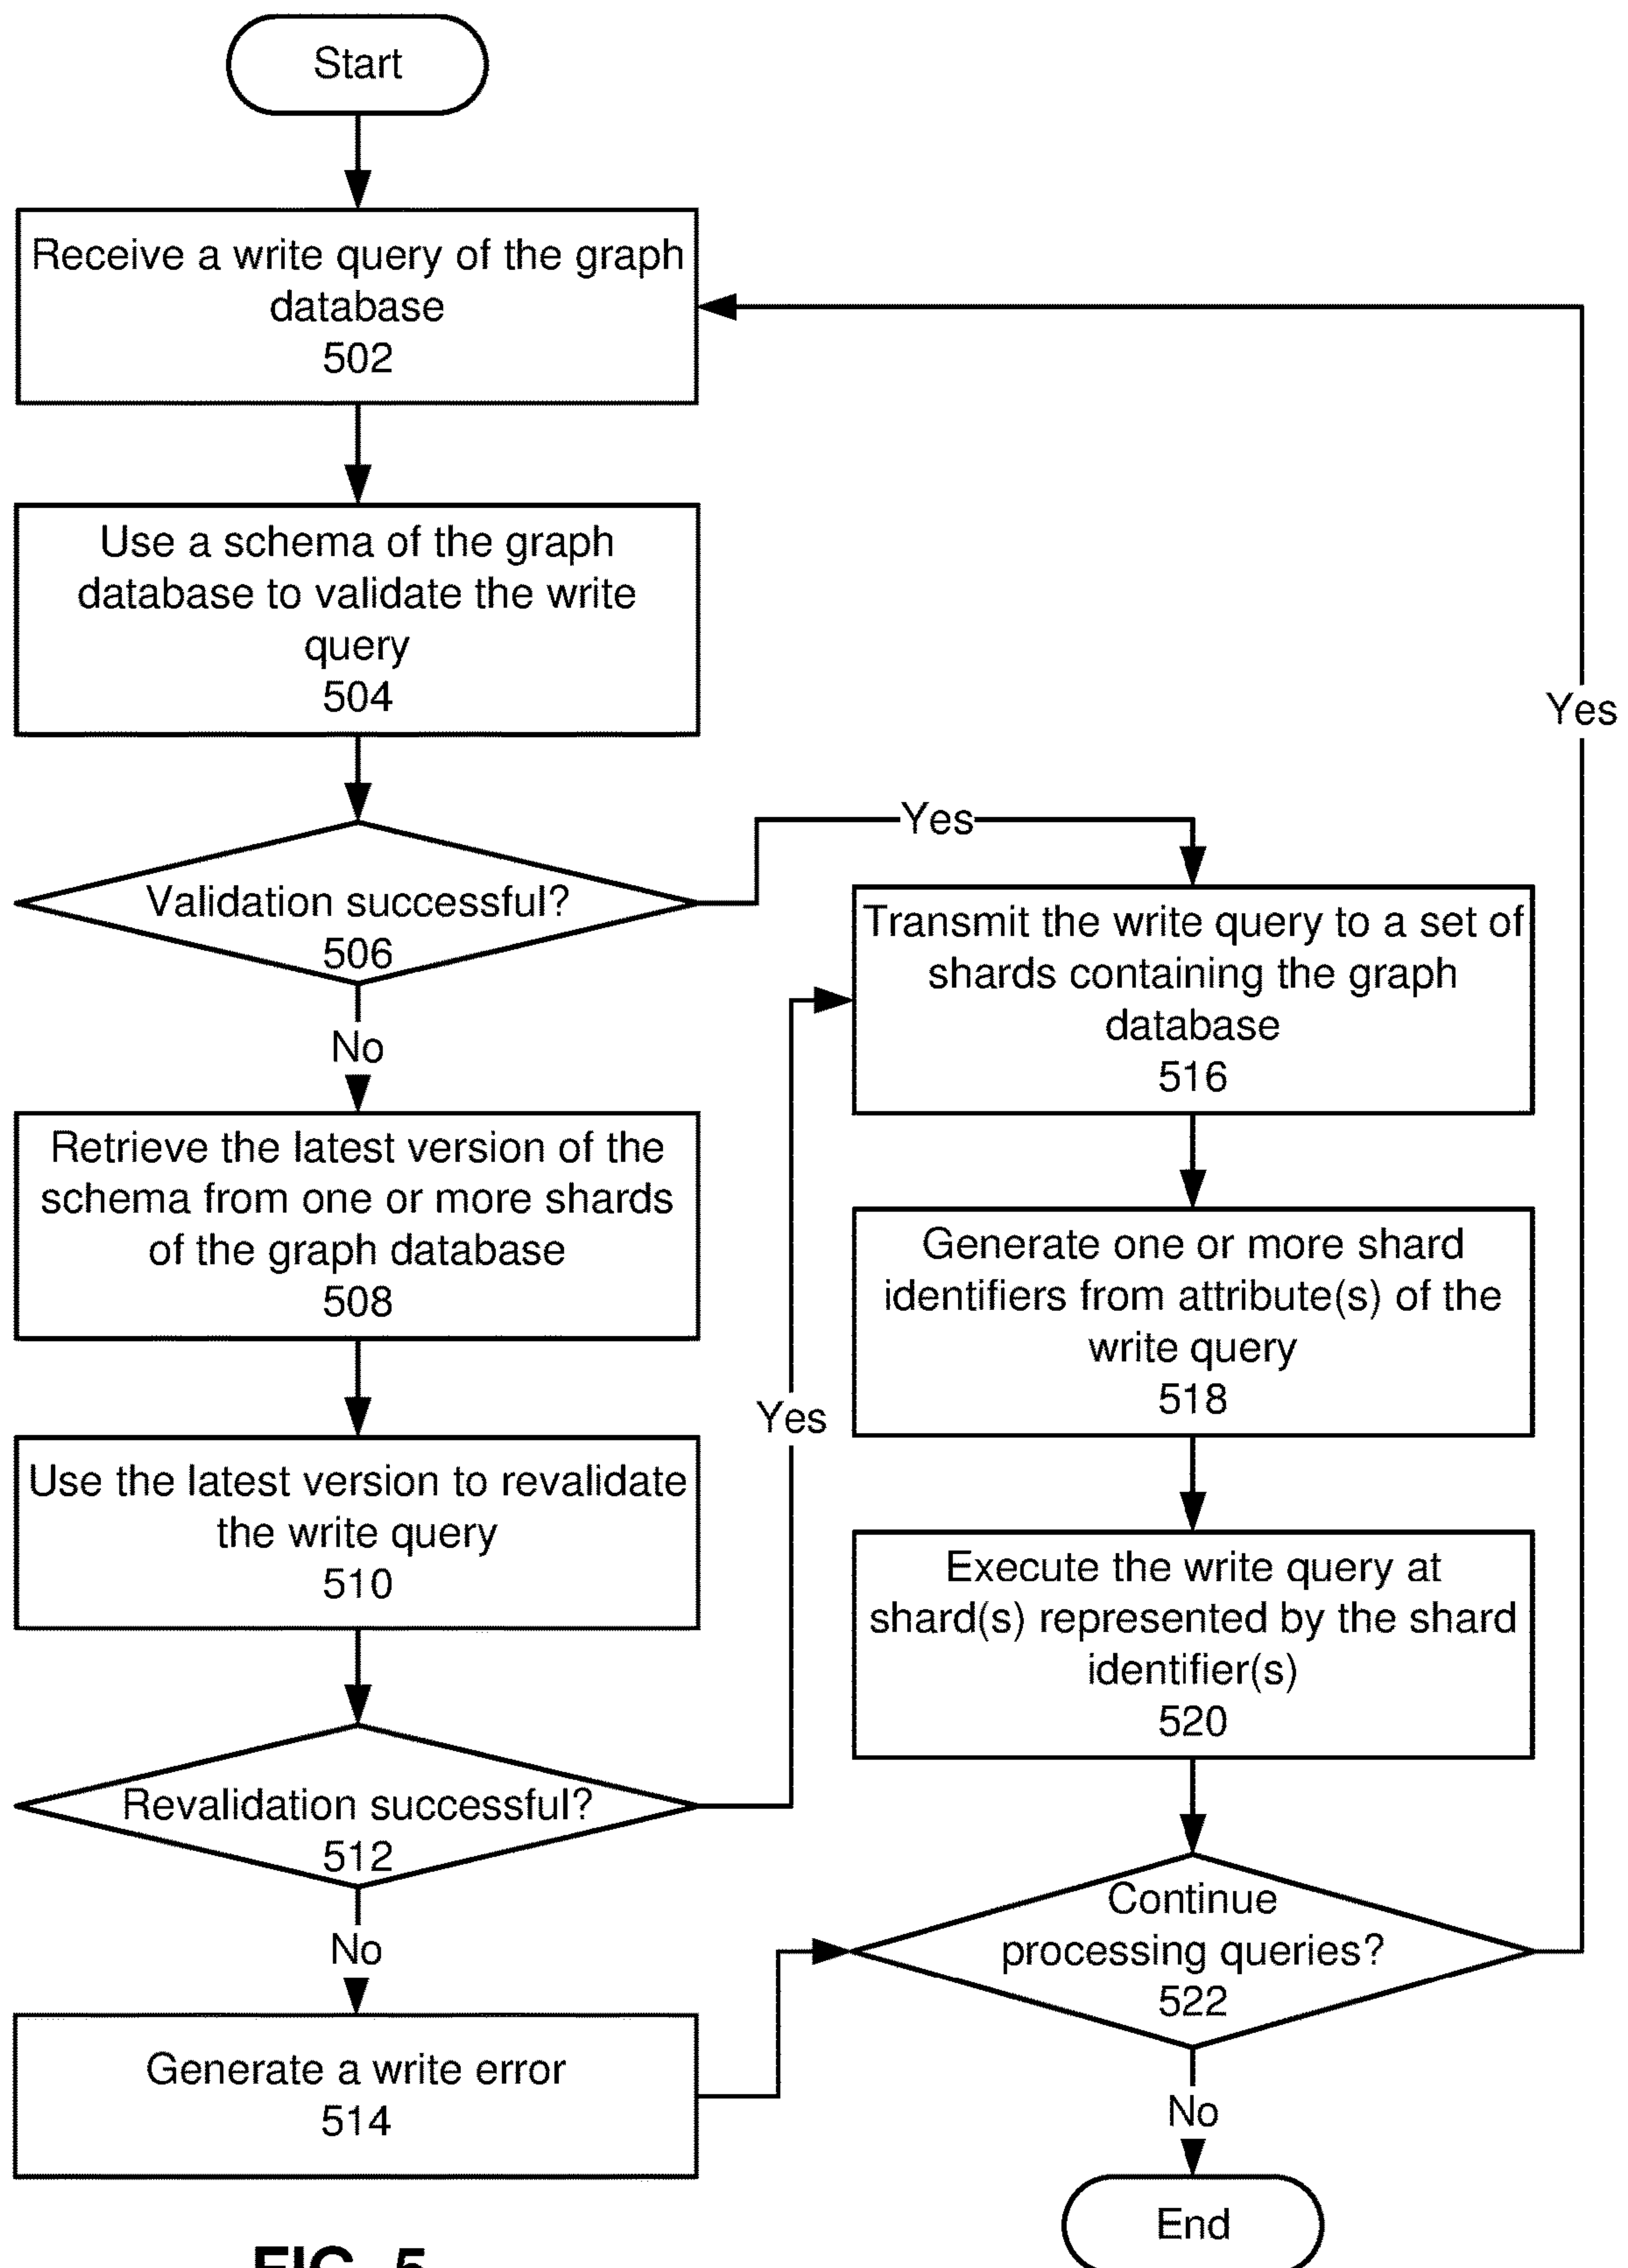 Start
Receive a write query of the graph
database
502
Use a schema of the graph
database to validate the write
query
504
Yes
Validation successful?
506
Yes
Transmit the write query to a set of
shards containing the graph
database
516
No
Retrieve the latest version of the
schema from one or more shards
of the graph database
508
Generate one or more shard
identifiers from attribute(s) of the
write query
518
Yes
Use the latest version to revalidate
the write query
510
Execute the write query at
shard(s) represented by the shard
identifier(s)
520
Revalidation successful?
512
Continue
processing queries?
522
No
Generate a write error
514
No
End
FIG. 5